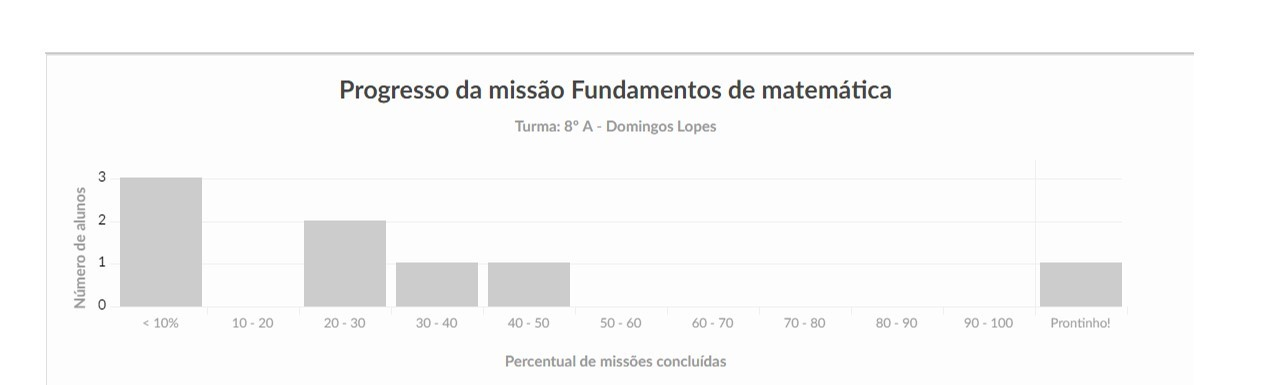 Progresso da missão Fundamentos de matemática
Turma: 8º A - Domingos Lopes
Número de alunos
3
2
1
0
< 10% 10 - 20 20 - 30 30 - 40 40 - 50 50 - 60 60 - 70 70 - 80 80 - 90 90 - 100 Prontinho!
Percentual de missões concluídas